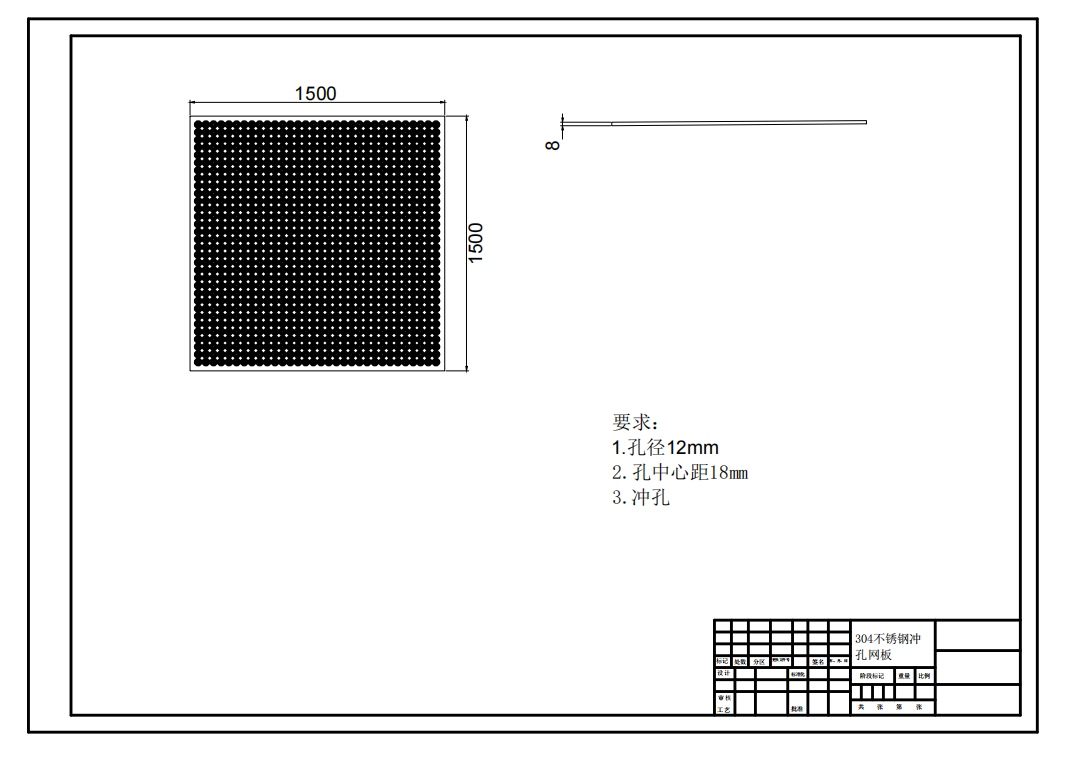 1500
1500
8
要求：
1.孔径12mm
2.孔中心距18mm
3.冲孔
304不锈钢冲
孔网板
标记 处数 分区 签名
设计 标准化
阶段标记 重量 比例
审核
工艺 批准
共 张 第 张